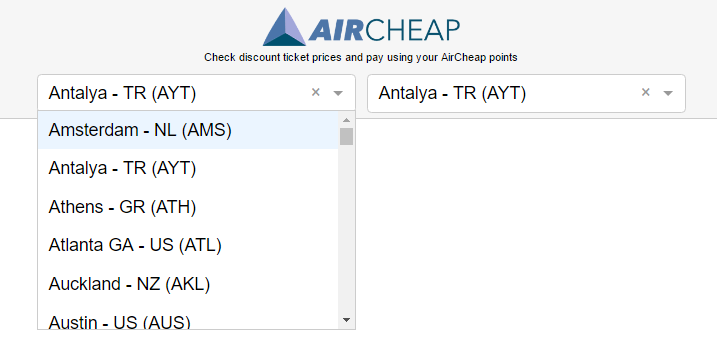 AIRCHEAP
Check discount ticket prices and pay using your AirCheap points
Antalya - TR (AYT) × Antalya - TR (AYT) ×
Amsterdam - NL (AMS)
Antalya - TR (AYT)
Athens - GR (ATH)
Atlanta GA - US (ATL)
Auckland - NZ (AKL)
Austin - US (AUS)